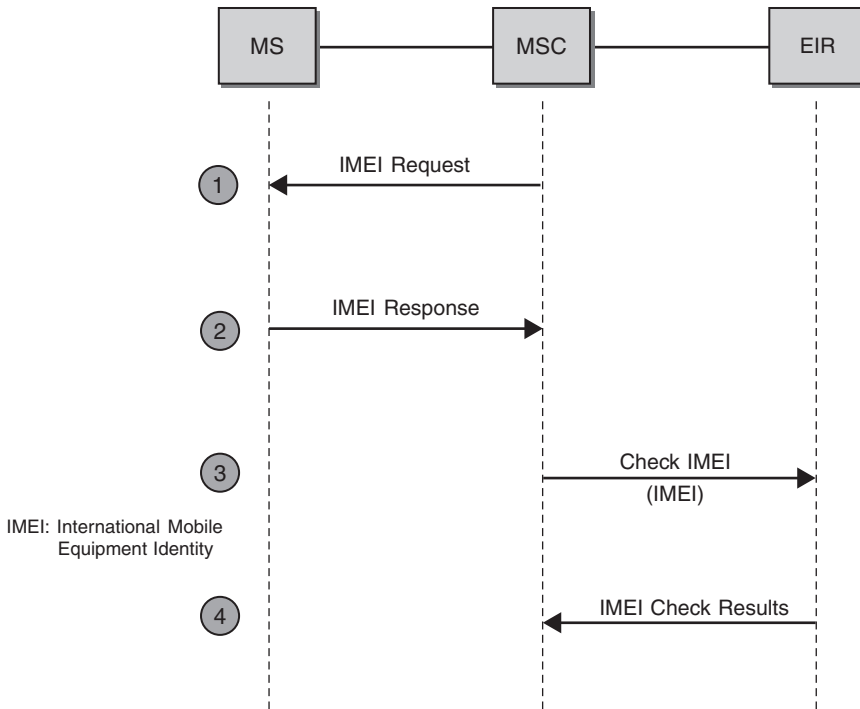 MS
MSC
EIR
IMEI Request
1
IMEI Response
2
Check IMEI
3
(IMEI)
IMEI: International Mobile
Equipment Identity
IMEI Check Results
4